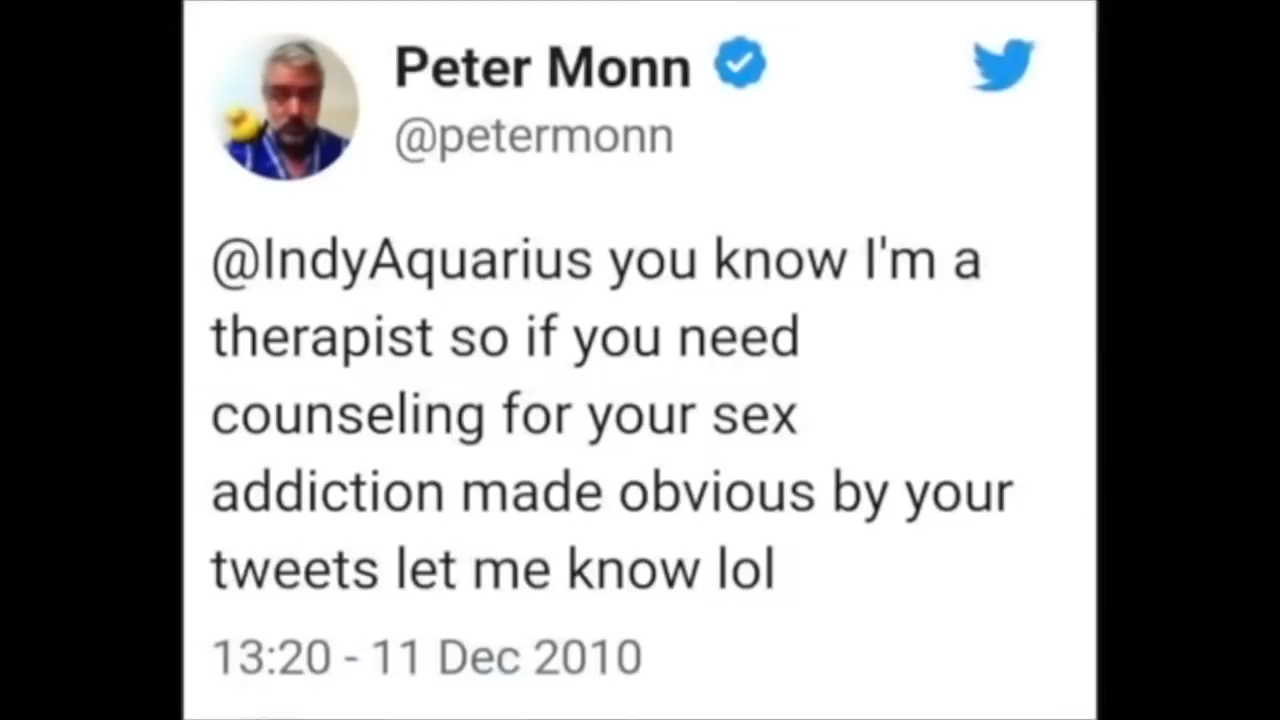 Peter Monn
@petermonn
@IndyAquarius you know I'm a
therapist so if you need
counseling for your sex
addiction made obvious by your
tweets let me know lol
13:20 - 11 Dec 2010